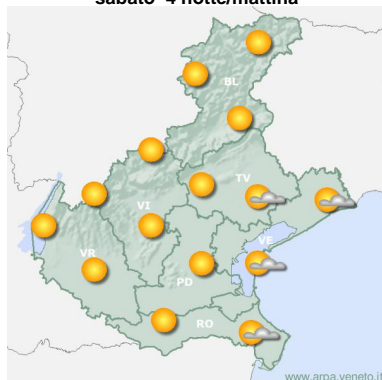 sabato 4 notte/mattina
BL
TV
VI
VE
VR
PD
RO
www.arpa.veneto.it